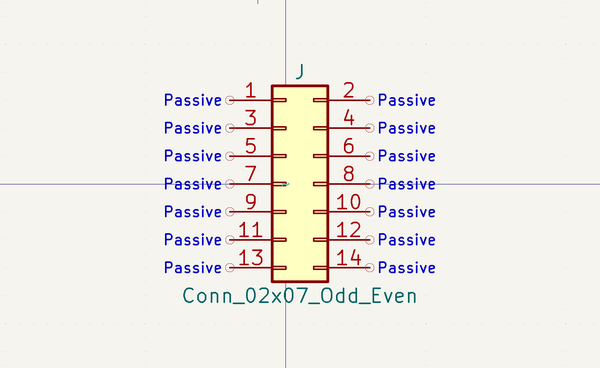 J
Passive 1 2 Passive
Passive 3 4 Passive
Passive 5 6 Passive
Passive 7 8 Passive
Passive 9 10 Passive
Passive 11 12 Passive
Passive 13 14 Passive
Conn_02x07_Odd_Even